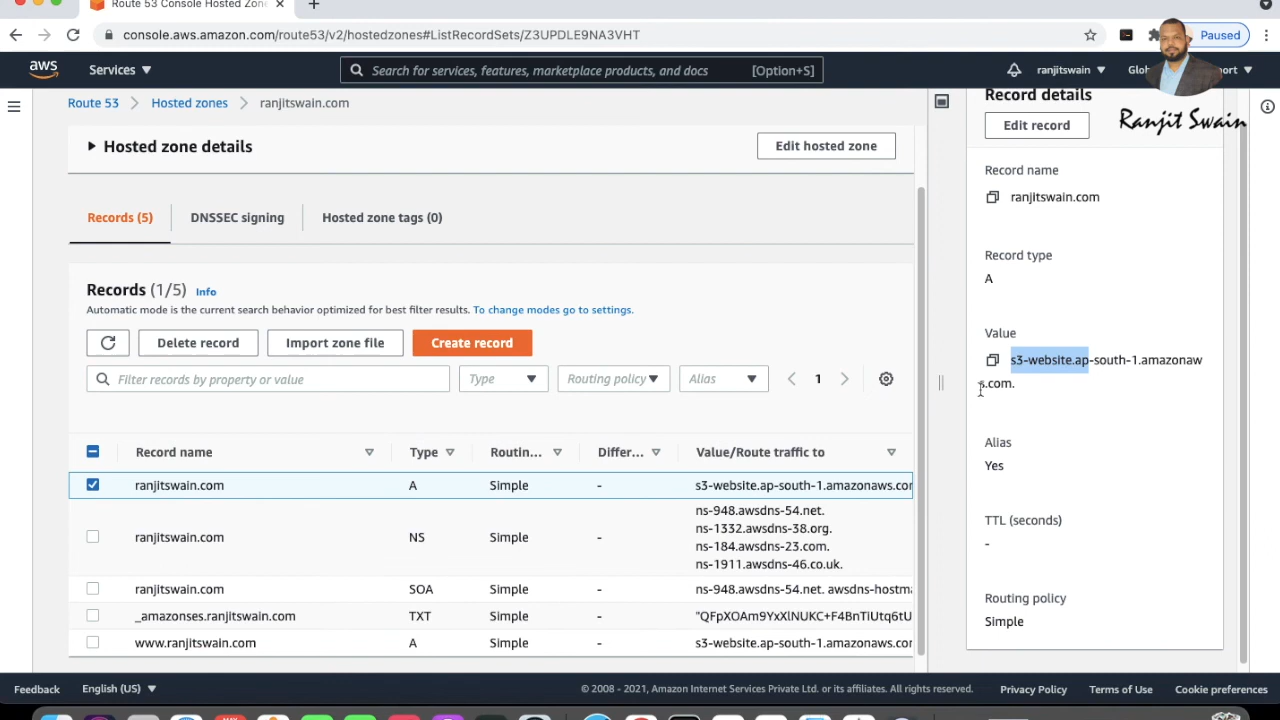 Route 53 Console Hosted Zone
console.aws.amazon.com/route53/v2/hostedzones#ListRecordSets/Z3UPDLE9NA3VHT
Paused
aws
Services
Search for services, features, marketplace products, and docs [Option+S]
ranjitswain
Route 53
Hosted zones
ranjitswain.com
Hosted zone details
Edit hosted zone
Records (5)
DNSSEC signing
Hosted zone tags (0)
Records (1/5) Info
Automatic mode is the current search behavior optimized for best filter results. To change modes go to settings.
Delete record
Import zone file
Create record
Filter records by property or value
Type
Routing policy
Alias
1
Record name Type Routin... Differ... Value/Route traffic to
ranjitswain.com A Simple - s3-website.ap-south-1.amazonaws.com
ranjitswain.com NS Simple -
ns-948.awsdns-54.net.
ns-1332.awsdns-38.org.
ns-184.awsdns-23.com.
ns-1911.awsdns-46.co.uk.
ranjitswain.com SOA Simple - ns-948.awsdns-54.net. awsdns-hostma
_amazonses.ranjitswain.com TXT Simple - "QFpXOAm9YxXlNUKC+F4BnTiUtq6tU
www.ranjitswain.com A Simple - s3-website.ap-south-1.amazonaws.com
Record details
Ranjit Swain
Edit record
Record name
ranjitswain.com
Record type
A
Value
s3-website.ap-south-1.amazonaw
s.com.
Alias
Yes
TTL (seconds)
-
Routing policy
Simple
Feedback
English (US)
© 2008 - 2021, Amazon Internet Services Private Ltd. or its affiliates. All rights reserved.
Privacy Policy
Terms of Use
Cookie preferences